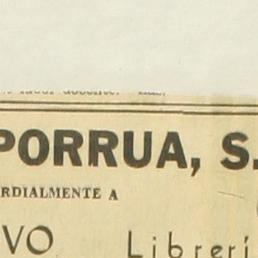 PORRUA, S.
RDIALMENTE A
VO Librerí